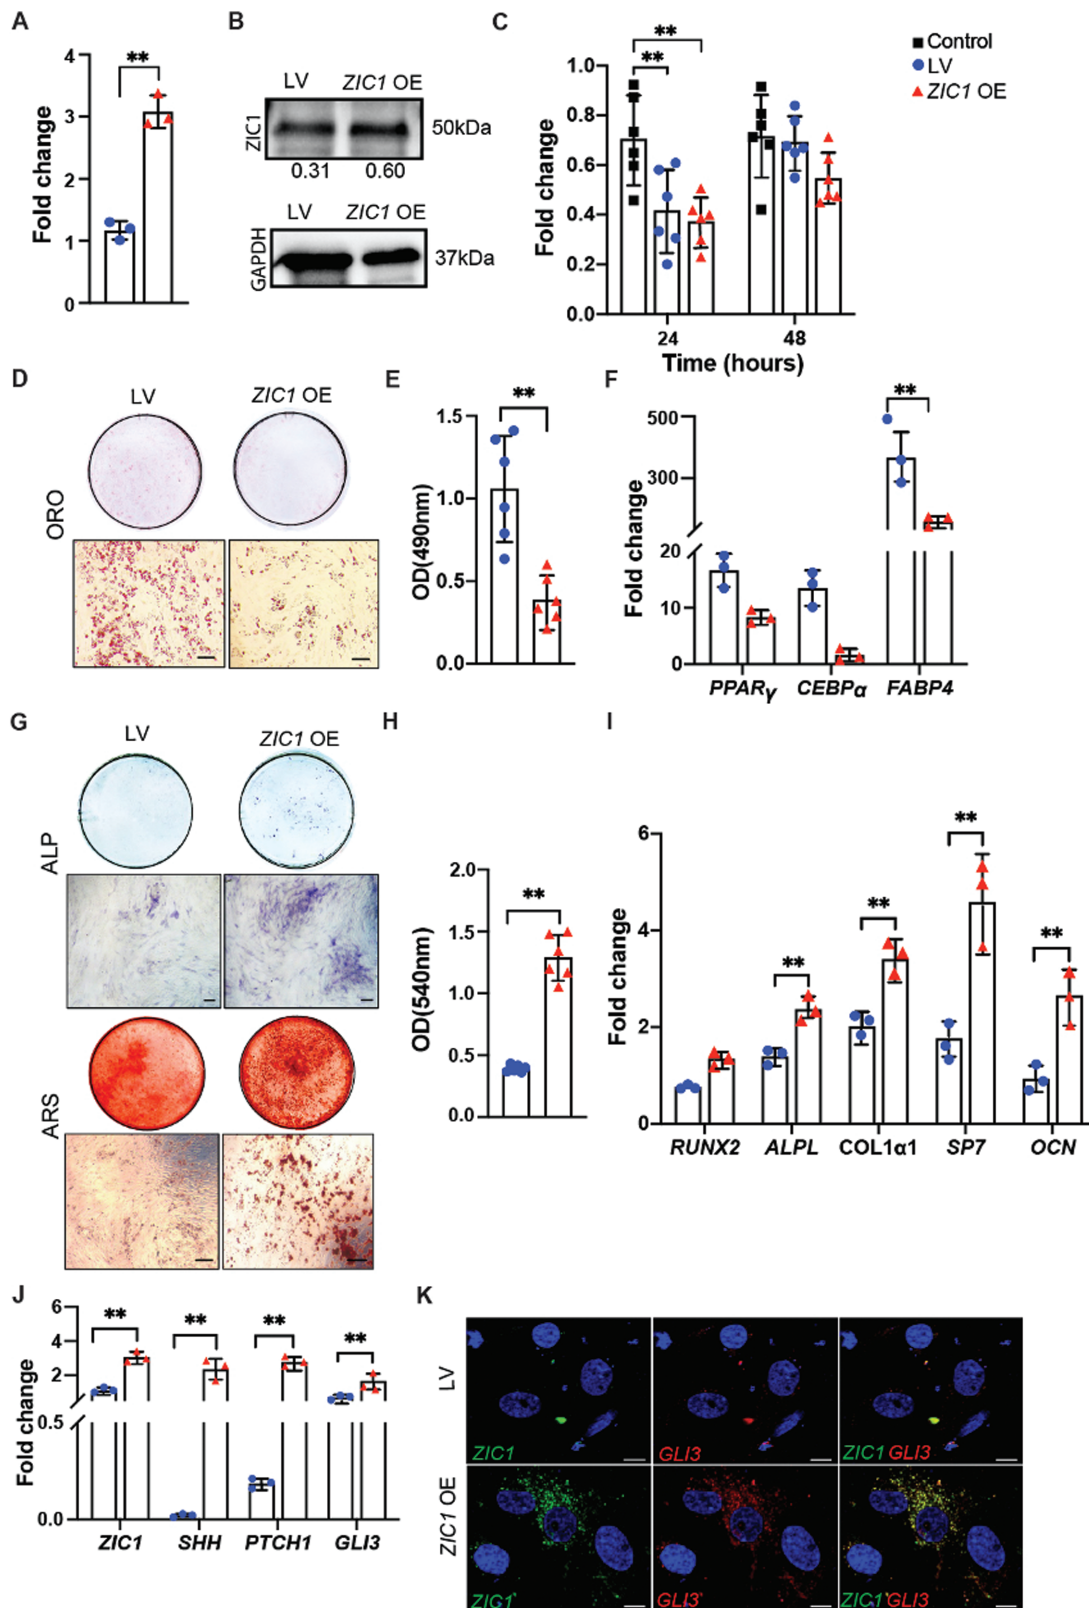 A
4
3
2
1
0
Fold change
**
B
LV
ZIC1 OE
ZIC1
50kDa
0.31
0.60
LV
ZIC1 OE
GAPDH
37kDa
C
**
**
1.0
0.8
0.6
0.4
0.2
0.0
Fold change
24
48
Time (hours)
Control
LV
ZIC1 OE
D
LV
ZIC1 OE
ORO
E
**
1.5
1.0
0.5
0.0
OD(490nm)
F
**
500
300
20
10
0
Fold change
PPARγ
CEBPα
FABP4
G
LV
ZIC1 OE
ALP
ARS
H
2.0
1.5
1.0
0.5
0.0
OD(540nm)
**
I
6
4
2
0
Fold change
**
**
**
**
RUNX2
ALPL
COL1α1
SP7
OCN
J
6
4
2
0.5
0.0
Fold change
**
**
**
**
ZIC1
SHH
PTCH1
GLI3
K
LV
ZIC1
GLI3
ZIC1 GLI3
ZIC1 OE
ZIC1
GLI3
ZIC1 GLI3